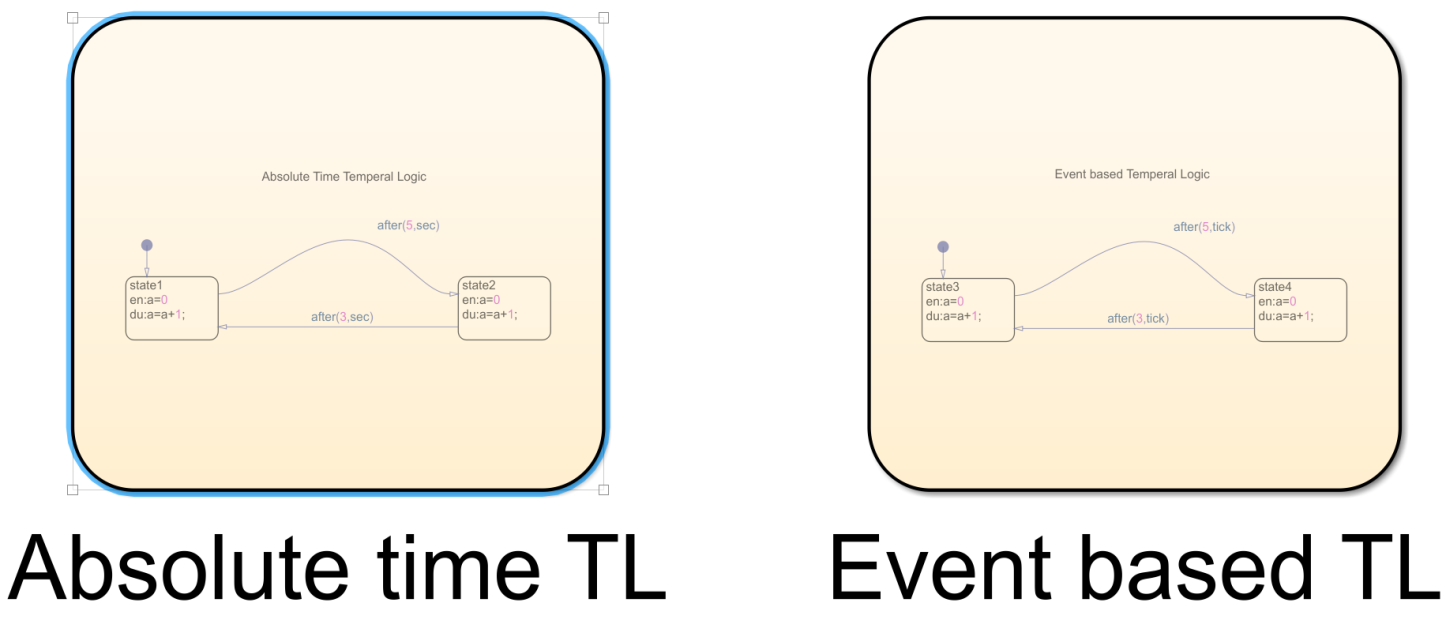 Absolute Time Temperal Logic
after(5,sec)
state1
en:a=0
du:a=a+1;
state2
en:a=0
du:a=a+1;
after(3,sec)
Absolute time TL
Event based Temperal Logic
after(5,tick)
state3
en:a=0
du:a=a+1;
state4
en:a=0
du:a=a+1;
after(3,tick)
Event based TL